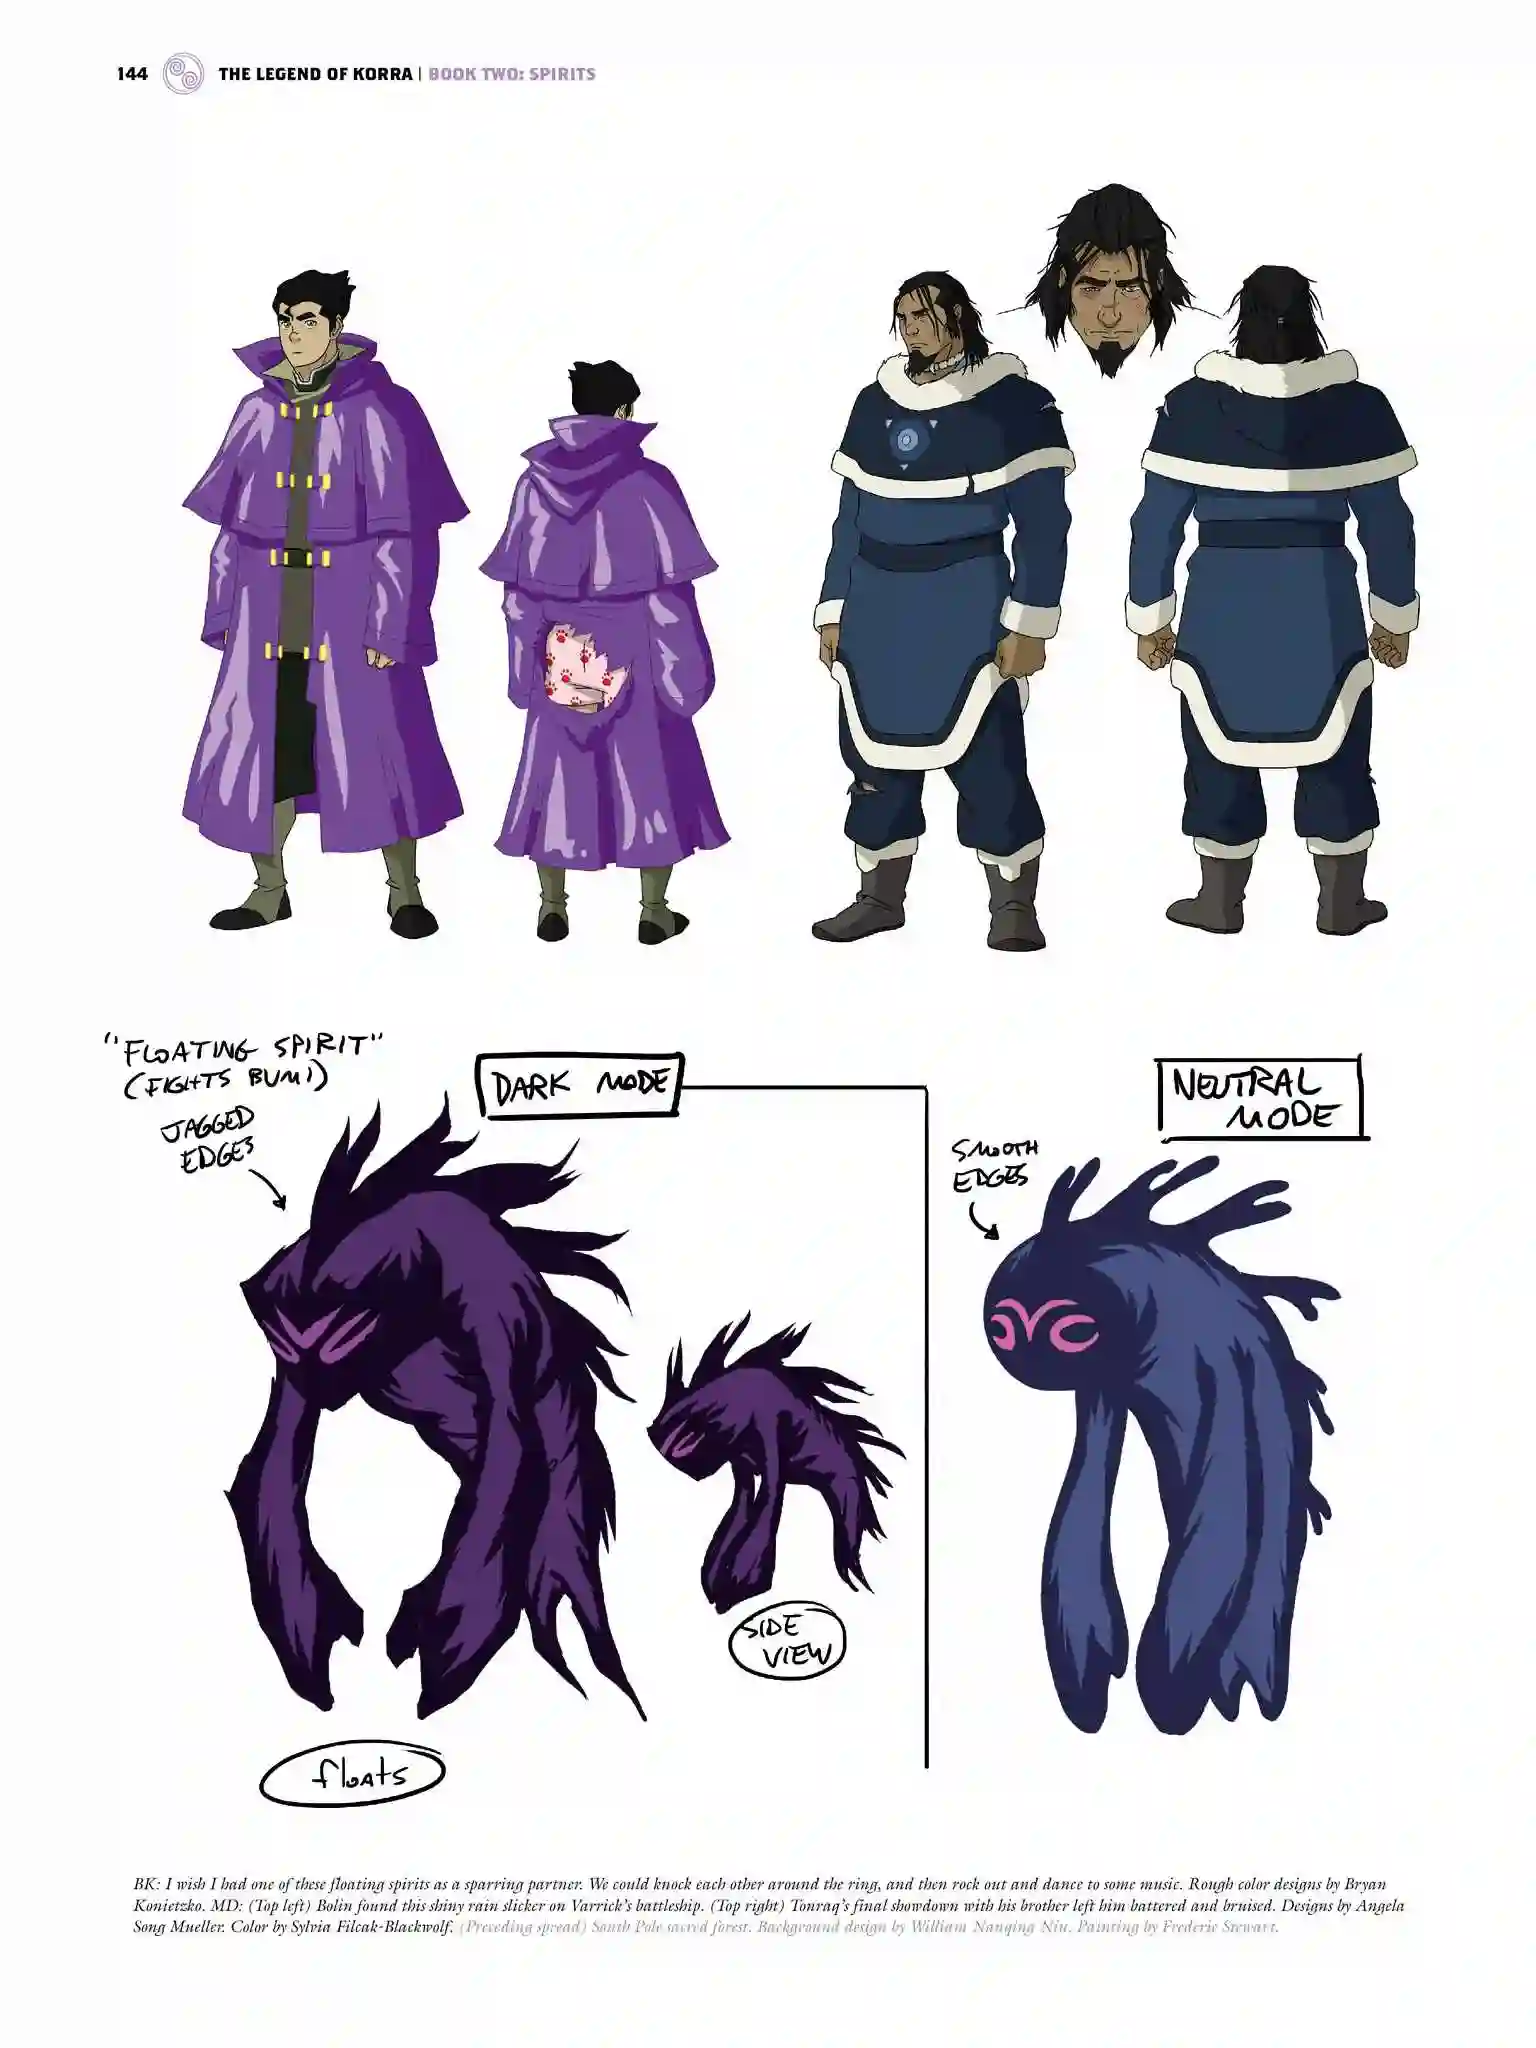 144 THE LEGEND OF KORRA | BOOK TWO: SPIRITS
"FLOATING SPIRIT"
(FIGHTS BUMI)
JAGGED
EDGES
DARK MODE
NEUTRAL
MODE
SMOOTH
EDGES
SIDE
VIEW
floats
BK: I wish I had one of these floating spirits as a sparring partner. We could knock each other around the ring, and then rock out and dance to some music. Rough color designs by Bryan
Konietzko. MD: (Top left) Bolin found this shiny rain slicker on Varrick's battleship. (Top right) Tonraq's final showdown with his brother left him battered and bruised. Designs by Angela
Song Mueller. Color by Sylvia Filcak-Blackwolf. (Preceding spread) South Pole sacred forest. Background design by William Nanqing Niu. Painting by Frederic Stewart.